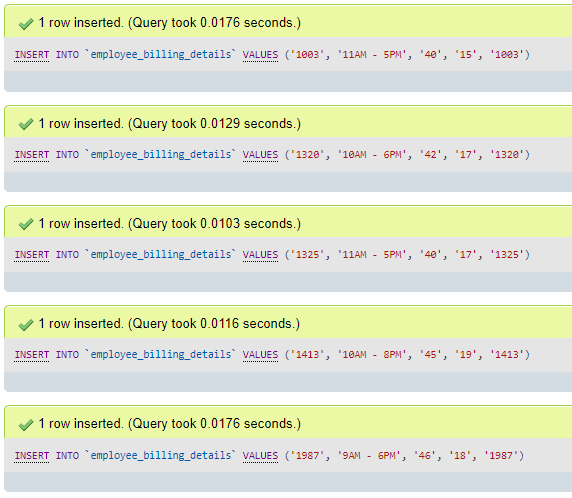 1 row inserted. (Query took 0.0176 seconds.)
INSERT INTO `employee_billing_details` VALUES ('1003', '11AM - 5PM', '40', '15', '1003')
1 row inserted. (Query took 0.0129 seconds.)
INSERT INTO `employee_billing_details` VALUES ('1320', '10AM - 6PM', '42', '17', '1320')
1 row inserted. (Query took 0.0103 seconds.)
INSERT INTO `employee_billing_details` VALUES ('1325', '11AM - 5PM', '40', '17', '1325')
1 row inserted. (Query took 0.0116 seconds.)
INSERT INTO `employee_billing_details` VALUES ('1413', '10AM - 8PM', '45', '19', '1413')
1 row inserted. (Query took 0.0176 seconds.)
INSERT INTO `employee_billing_details` VALUES ('1987', '9AM - 6PM', '46', '18', '1987')